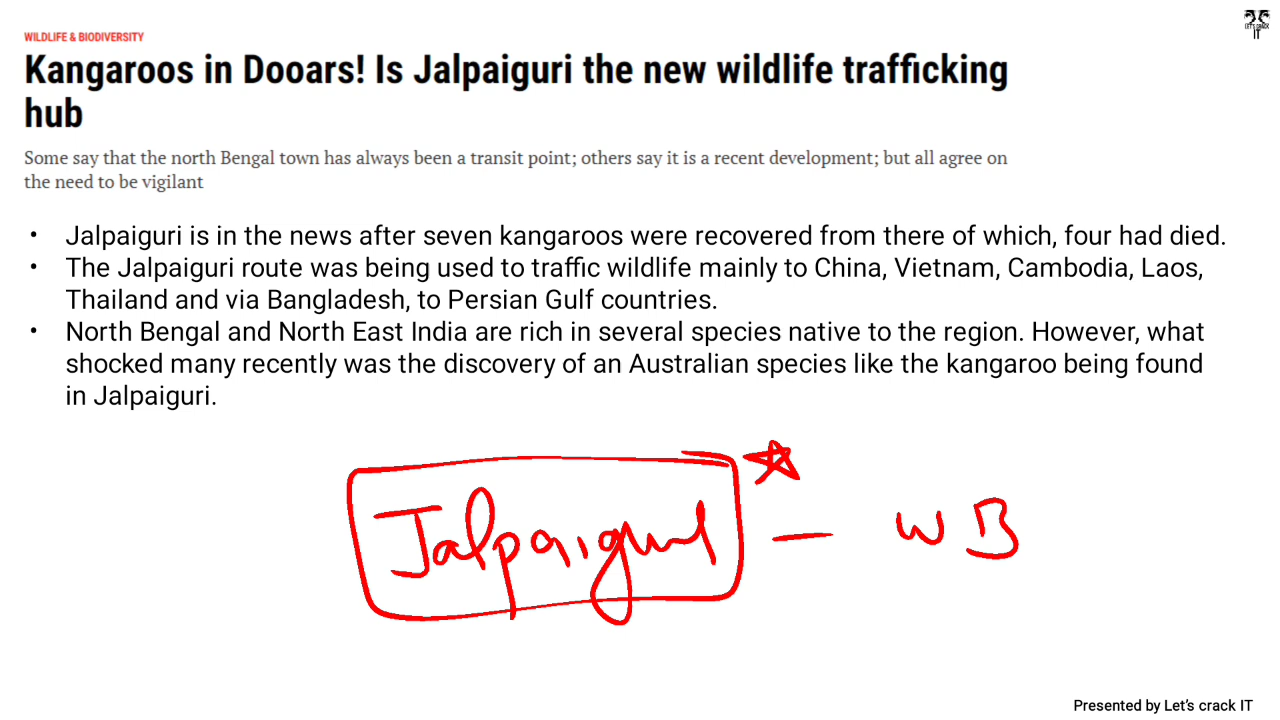 LET'S CRACK
IT
WILDLIFE & BIODIVERSITY
Kangaroos in Dooars! Is Jalpaiguri the new wildlife trafficking
hub
Some say that the north Bengal town has always been a transit point; others say it is a recent development; but all agree on
the need to be vigilant
• Jalpaiguri is in the news after seven kangaroos were recovered from there of which, four had died.
• The Jalpaiguri route was being used to traffic wildlife mainly to China, Vietnam, Cambodia, Laos,
Thailand and via Bangladesh, to Persian Gulf countries.
• North Bengal and North East India are rich in several species native to the region. However, what
shocked many recently was the discovery of an Australian species like the kangaroo being found
in Jalpaiguri.
Jalpaiguri — WB
Presented by Let's crack IT